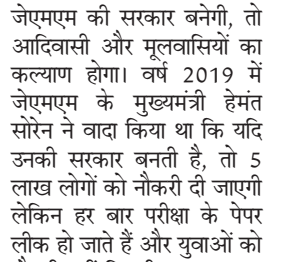 जेएमएम की सरकार बनेगी, तो
आदिवासी और मूलवासियों का
कल्याण होगा। वर्ष 2019 में
जेएमएम के मुख्यमंत्री हेमंत
सोरेन ने वादा किया था कि यदि
उनकी सरकार बनती है, तो 5
लाख लोगों को नौकरी दी जाएगी
लेकिन हर बार परीक्षा के पेपर
लीक हो जाते हैं और युवाओं को